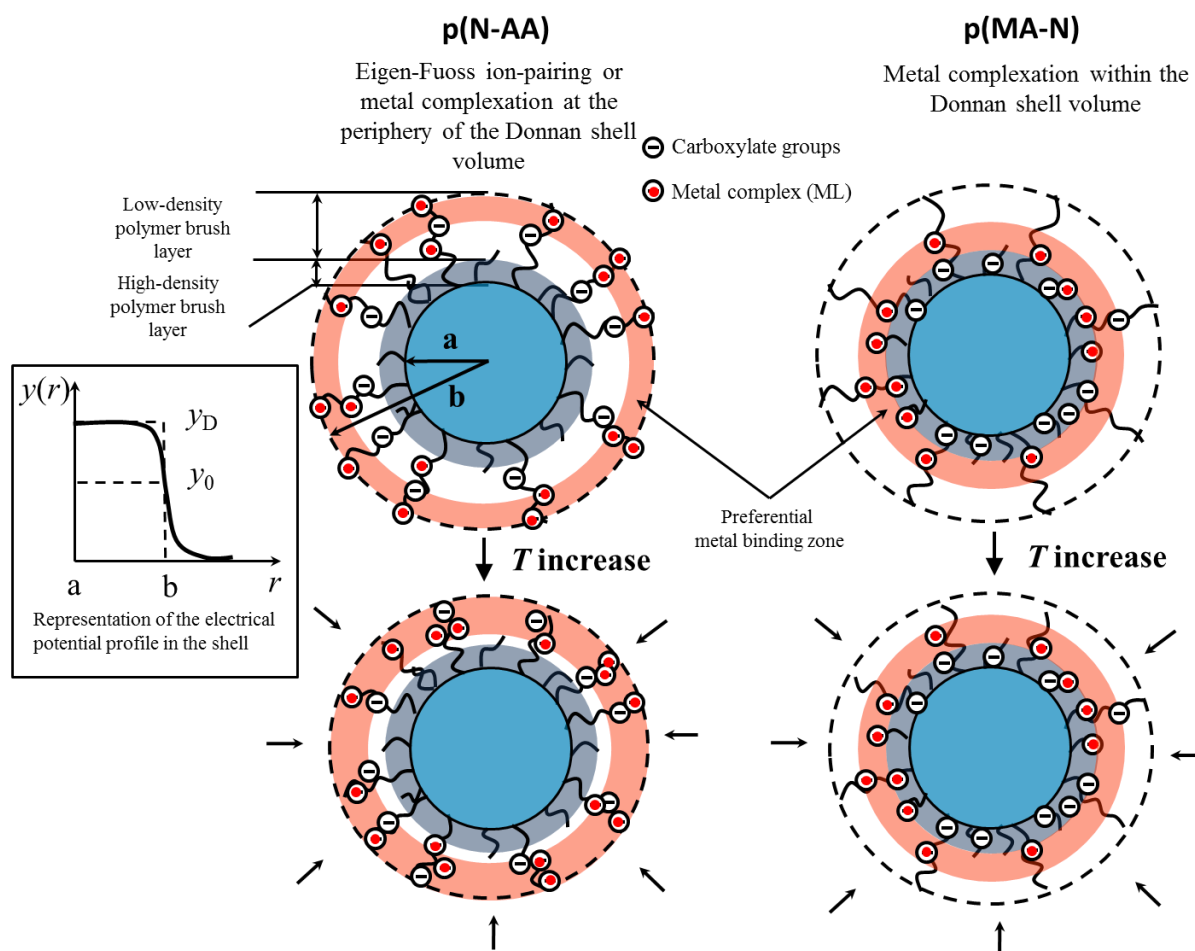 p(N-AA)
Eigen-Fuoss ion-pairing or
metal complexation at the
periphery of the Donnan shell
volume
p(MA-N)
Metal complexation within the
Donnan shell volume
Carboxylate groups
Metal complex (ML)
Low-density
polymer brush
layer
High-density
polymer brush
layer
a
b
Preferential
metal binding zone
T increase
T increase
y(r)
yD
y0
a
b
r
Representation of the electrical
potential profile in the shell